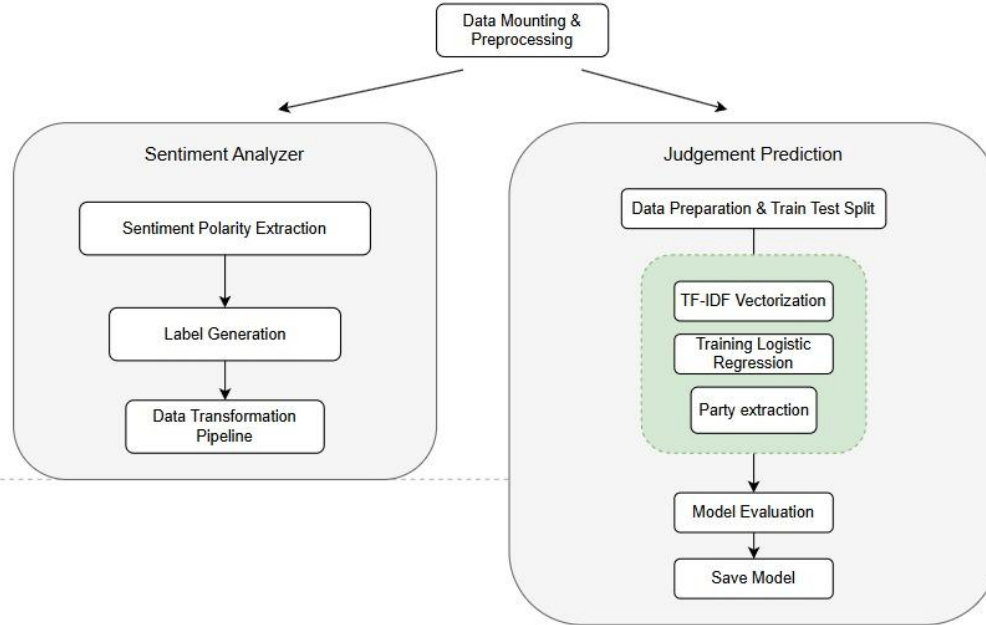 Data Mounting &
Preprocessing
Sentiment Analyzer
Sentiment Polarity Extraction
Label Generation
Data Transformation
Pipeline
Judgement Prediction
Data Preparation & Train Test Split
TF-IDF Vectorization
Training Logistic
Regression
Party extraction
Model Evaluation
Save Model